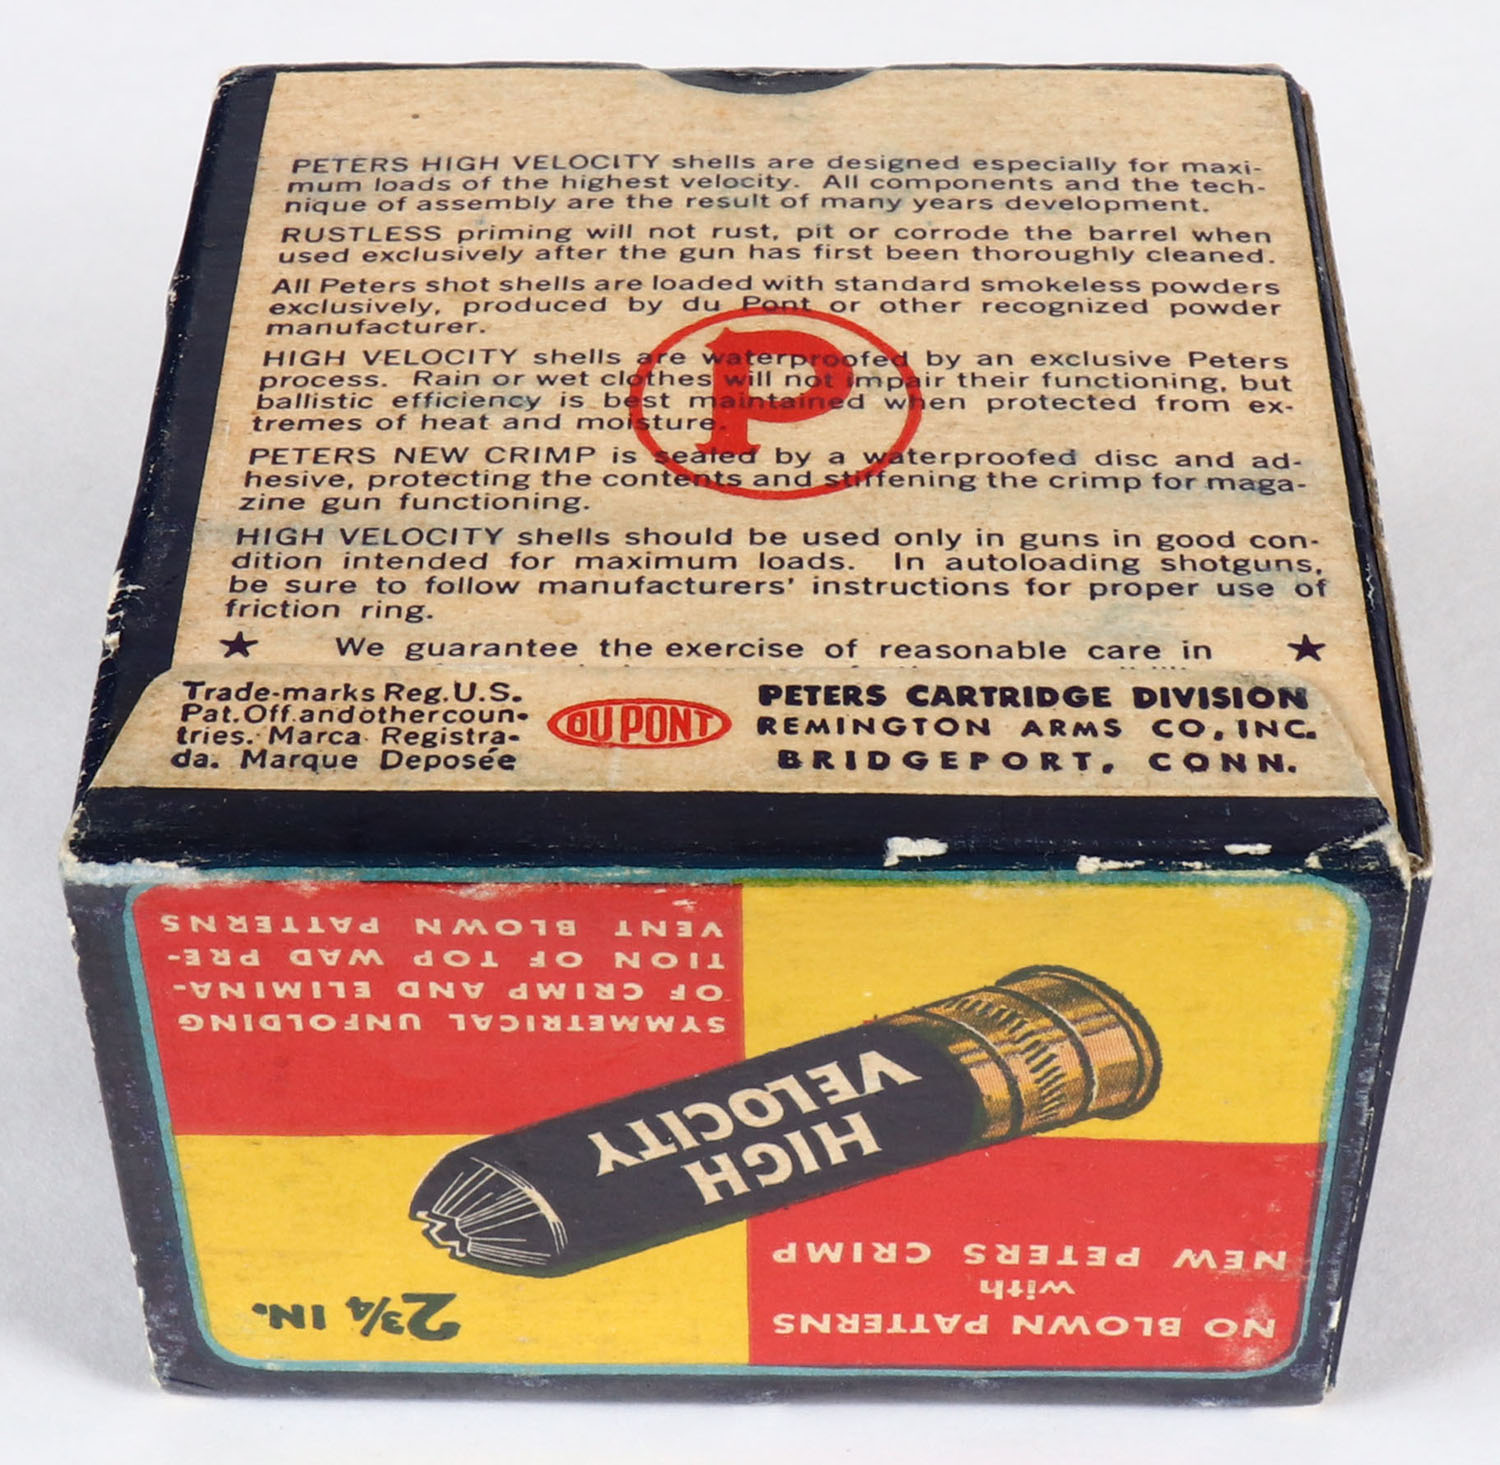 PETERS HIGH VELOCITY shells are designed especially for maxi-
mum loads of the highest velocity. All components and the tech-
nique of assembly are the result of many years development.
RUSTLESS priming will not rust, pit or corrode the barrel when
used exclusively after the gun has first been thoroughly cleaned.
All Peters shot shells are loaded with standard smokeless powders
exclusively, produced by du Pont or other recognized powder
manufacturer.
HIGH VELOCITY shells are waterproofed by an exclusive Peters
process. Rain or wet clothes will not impair their functioning, but
ballistic efficiency is best maintained when protected from ex-
tremes of heat and moisture.
P
PETERS NEW CRIMP is sealed by a waterproofed disc and ad-
hesive, protecting the contents and stiffening the crimp for maga-
zine gun functioning.
HIGH VELOCITY shells should be used only in guns in good con-
dition intended for maximum loads. In autoloading shotguns,
be sure to follow manufacturers' instructions for proper use of
friction ring.
★ We guarantee the exercise of reasonable care in ★
Trade-marks Reg. U.S.
Pat. Off. and other coun-
tries. Marca Registra-
da. Marque Deposée
DU PONT
PETERS CARTRIDGE DIVISION
REMINGTON ARMS CO., INC.
BRIDGEPORT, CONN.
NO BLOWN PATTERNS
with
NEW PETERS CRIMP
2¾ IN.
HIGH
VELOCITY
SYMMETRICAL UNFOLDING
OF CRIMP AND ELIMINA-
TION OF TOP WAD PRE-
VENT BLOWN PATTERNS